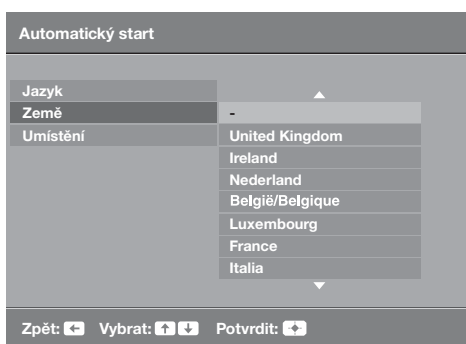 Automatický start
Jazyk
Země
-
Umístění
United Kingdom
Ireland
Nederland
België/Belgique
Luxembourg
France
Italia
Zpět: Vybrat: Potvrdit: